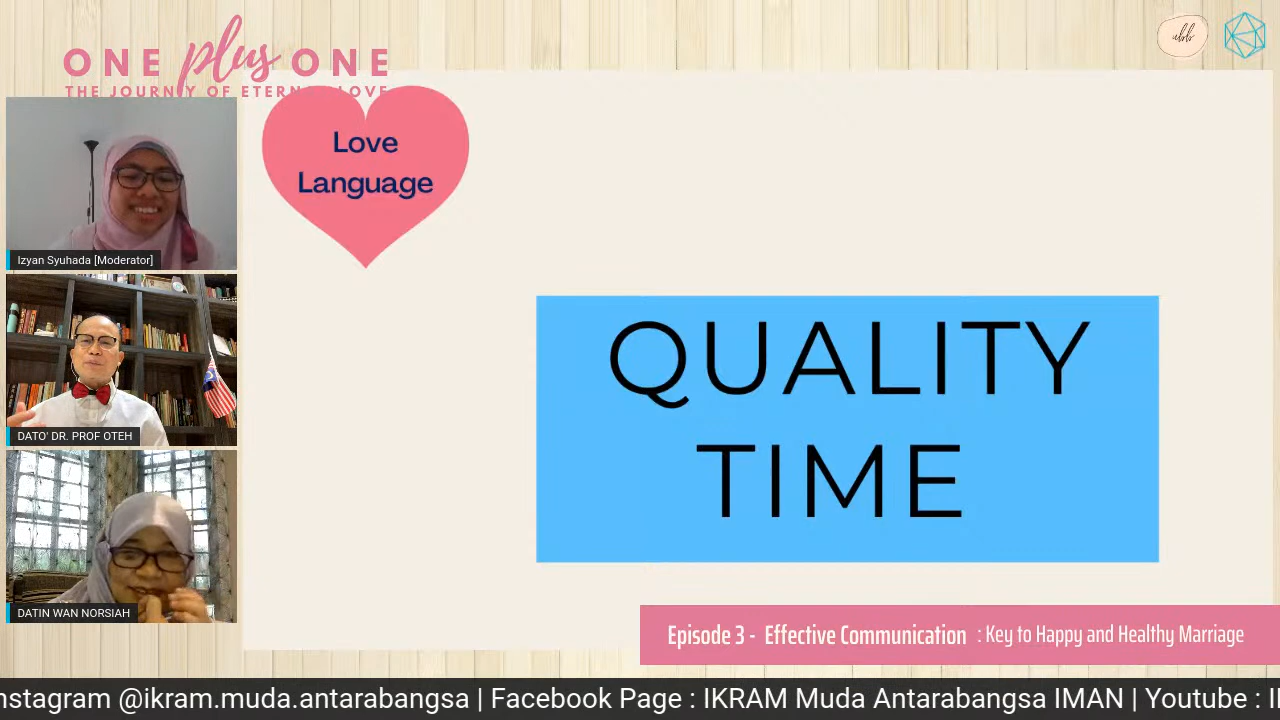 ONE plus ONE
THE JOURNEY OF ETERNAL LOVE
Love
Language
Izyan Syuhada [Moderator]
DATO' DR. PROF OTEH
DATIN WAN NORSIAH
QUALITY
TIME
Episode 3 - Effective Communication : Key to Happy and Healthy Marriage
nstagram @ikram.muda.antarabangsa | Facebook Page : IKRAM Muda Antarabangsa IMAN | Youtube : I